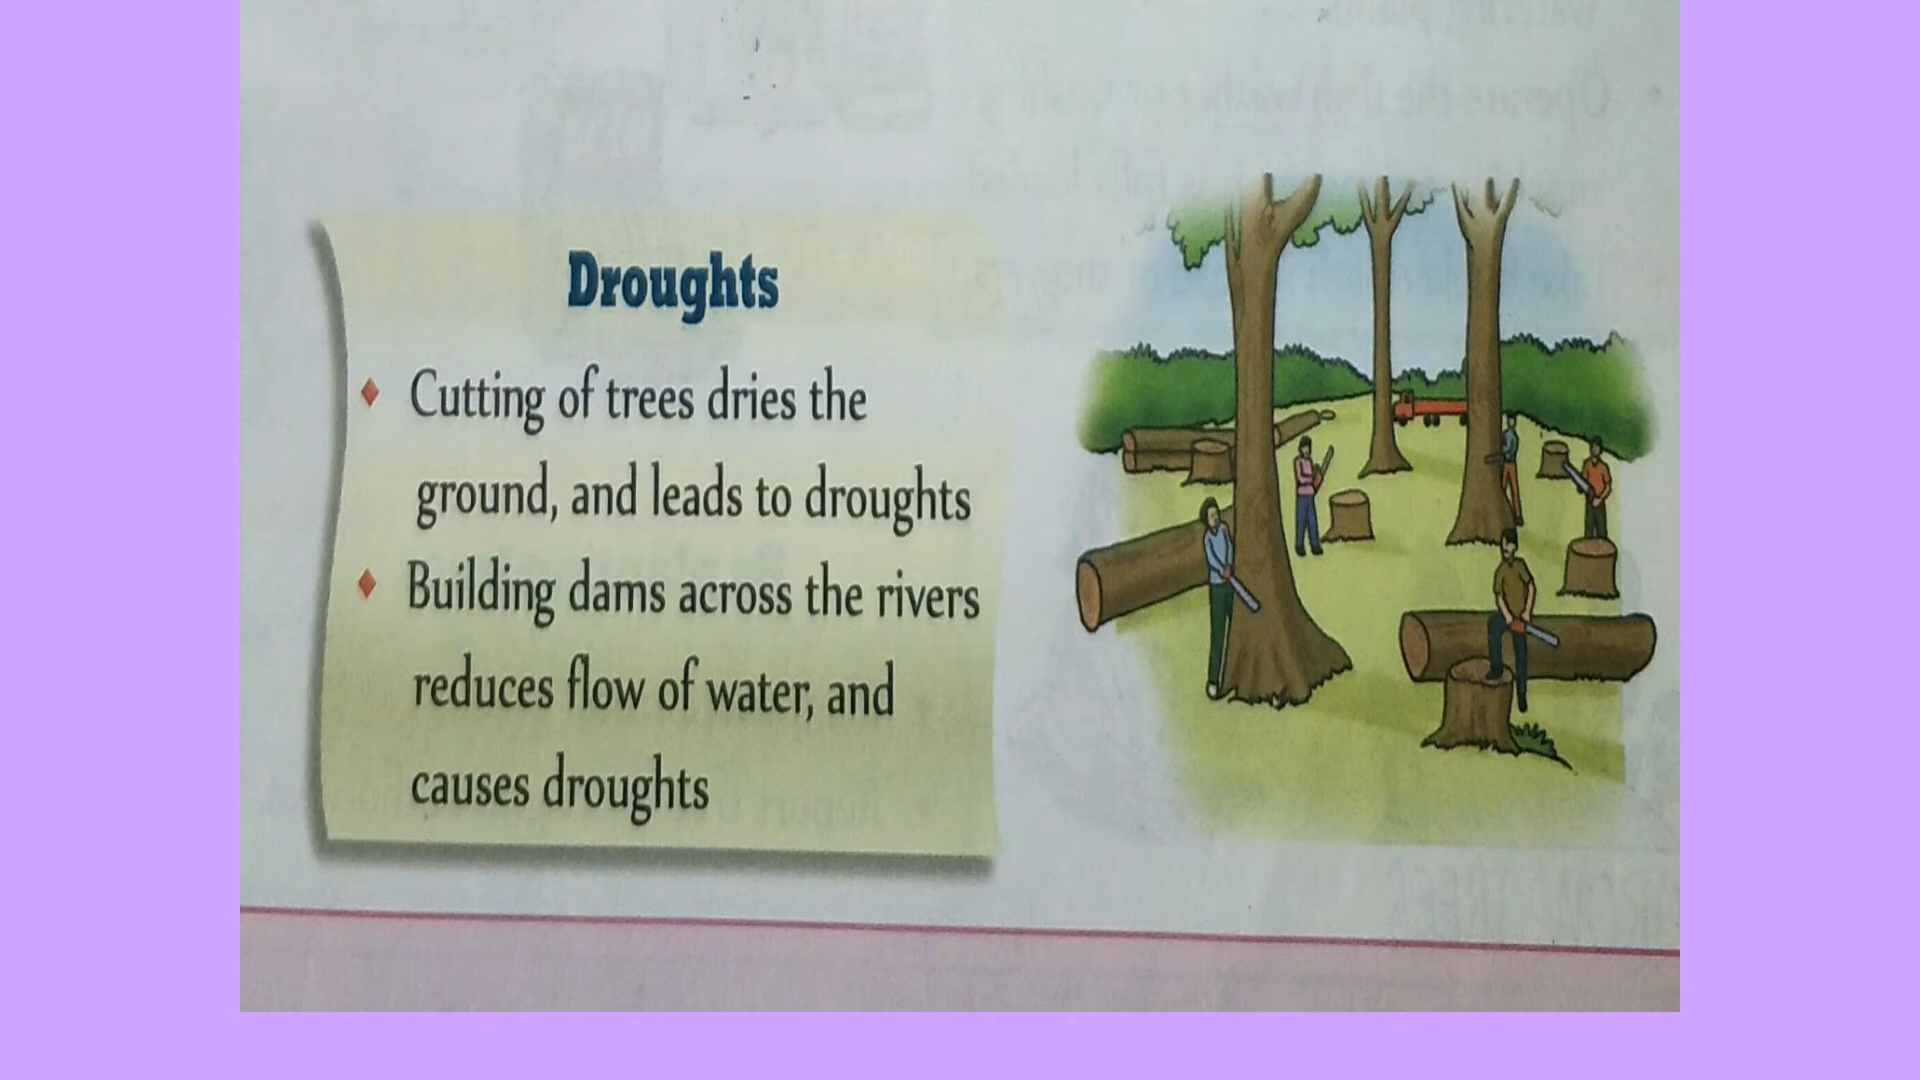 Droughts
Cutting of trees dries the
ground, and leads to droughts
Building dams across the rivers
reduces flow of water, and
causes droughts